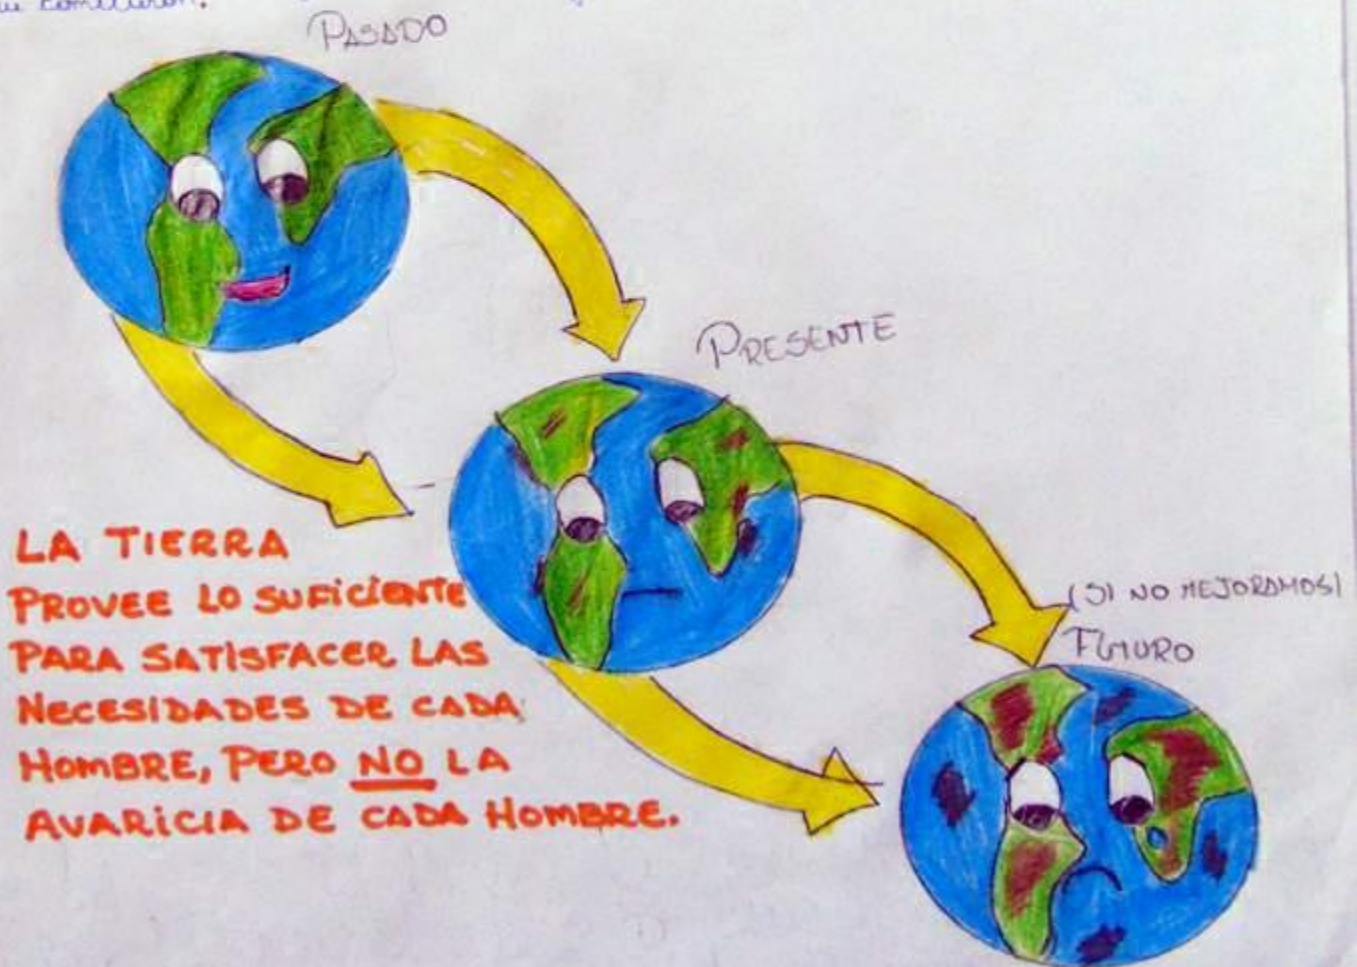 PASADO
PRESENTE
(SI NO MEJORAMOS)
FUTURO
LA TIERRA
PROVEE LO SUFICIENTE
PARA SATISFACER LAS
NECESIDADES DE CADA
HOMBRE, PERO NO LA
AVARICIA DE CADA HOMBRE.